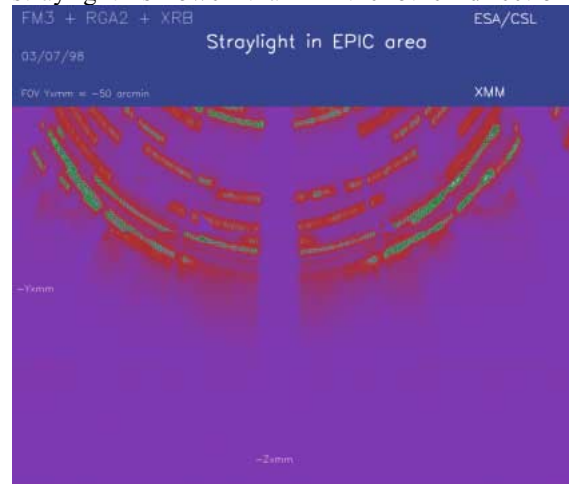 FM3 + RGA2 + XRB
ESA/CSL
Straylight in EPIC area
03/07/98
FOV Yxmm = -50 arcmin
XMM
-Yxmm
-Zxmm